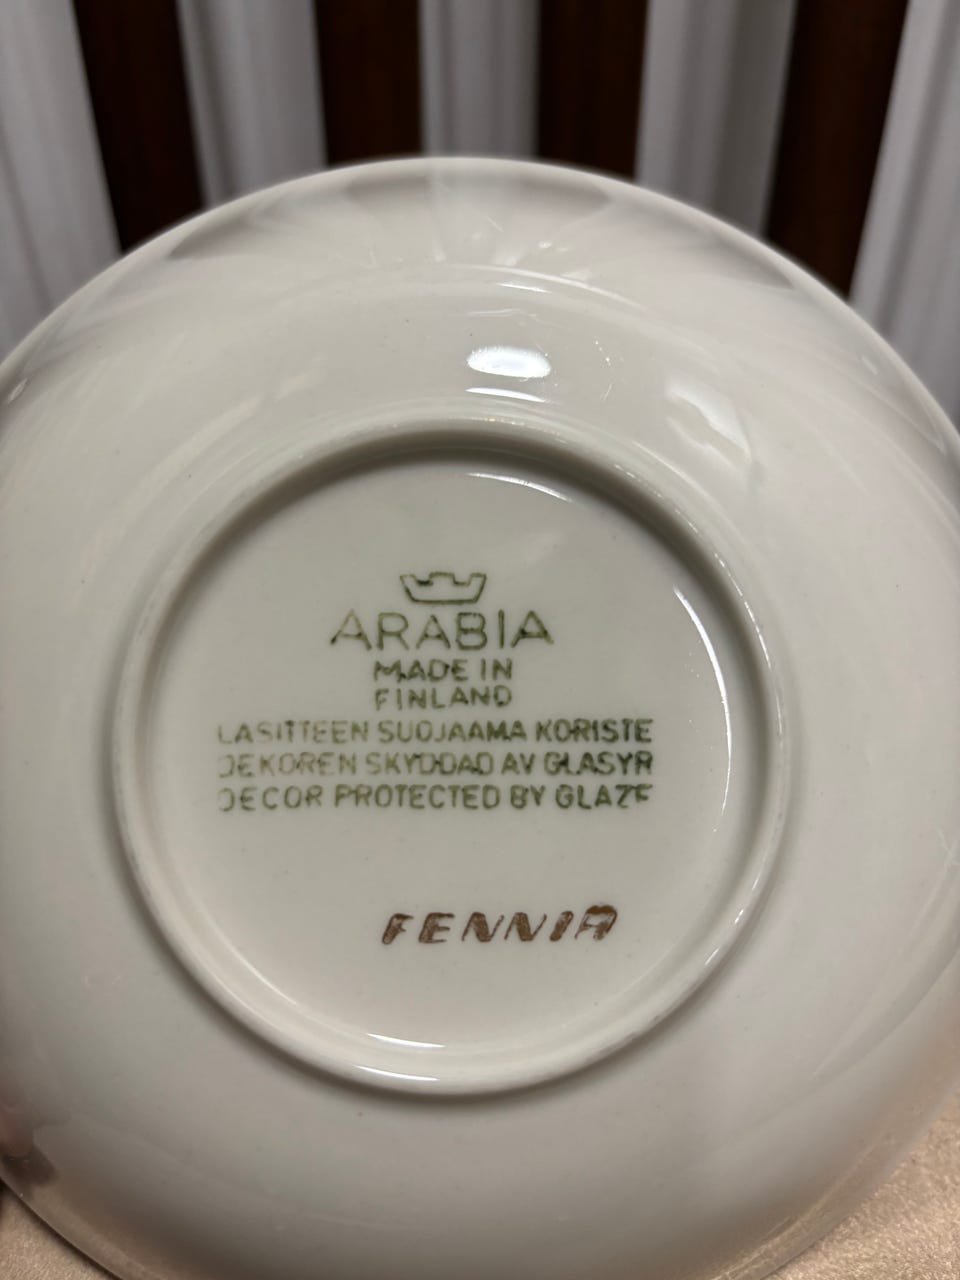 ARABIA
MADE IN
FINLAND
LASITTEEN SUOJAAMA KORISTE
DEKOREN SKYDDAD AV GLASYR
DECOR PROTECTED BY GLAZE
FENNIA